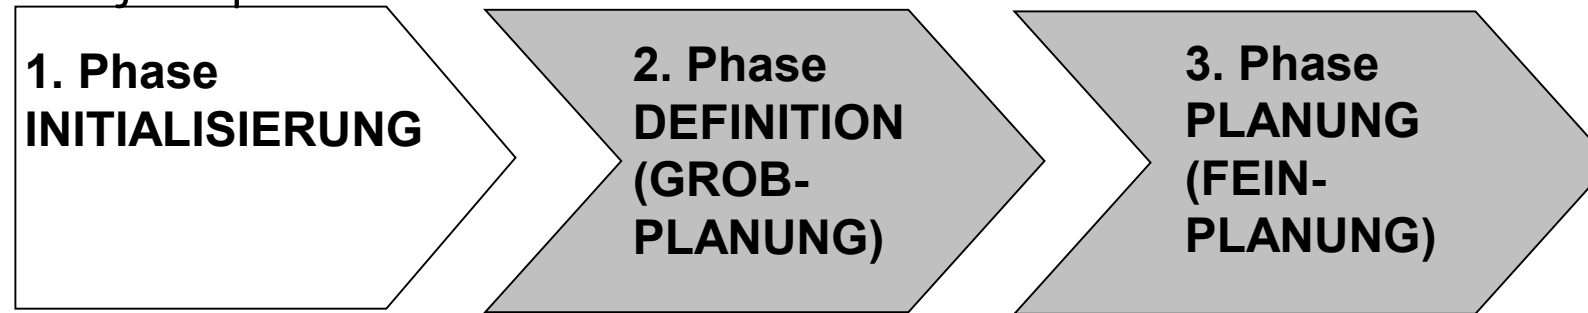 1. Phase
INITIALISIERUNG
2. Phase
DEFINITION
(GROB-
PLANUNG)
3. Phase
PLANUNG
(FEIN-
PLANUNG)